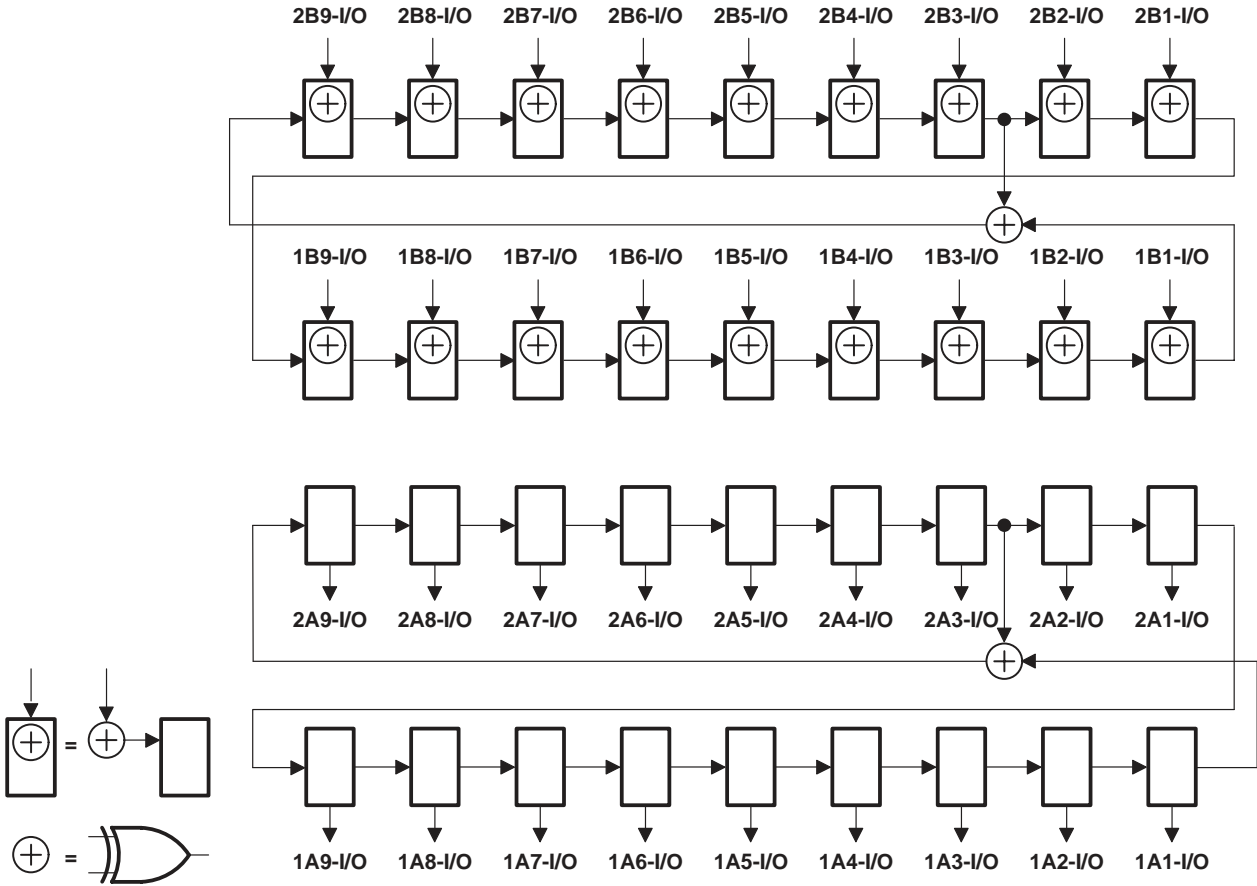 2B9-I/O 2B8-I/O 2B7-I/O 2B6-I/O 2B5-I/O 2B4-I/O 2B3-I/O 2B2-I/O 2B1-I/O
1B9-I/O 1B8-I/O 1B7-I/O 1B6-I/O 1B5-I/O 1B4-I/O 1B3-I/O 1B2-I/O 1B1-I/O
2A9-I/O 2A8-I/O 2A7-I/O 2A6-I/O 2A5-I/O 2A4-I/O 2A3-I/O 2A2-I/O 2A1-I/O
=
=
1A9-I/O 1A8-I/O 1A7-I/O 1A6-I/O 1A5-I/O 1A4-I/O 1A3-I/O 1A2-I/O 1A1-I/O